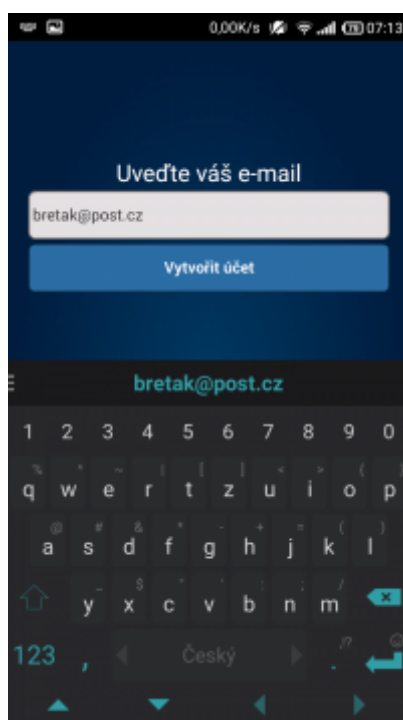 0,00K/s 78 07:13
Uveďte váš e-mail
bretak@post.cz
Vytvořit účet
bretak@post.cz
1 2 3 4 5 6 7 8 9 0
q w e r t z u i o p
a s d f g h j k l
y x c v b n m
123 , Český . ,!?